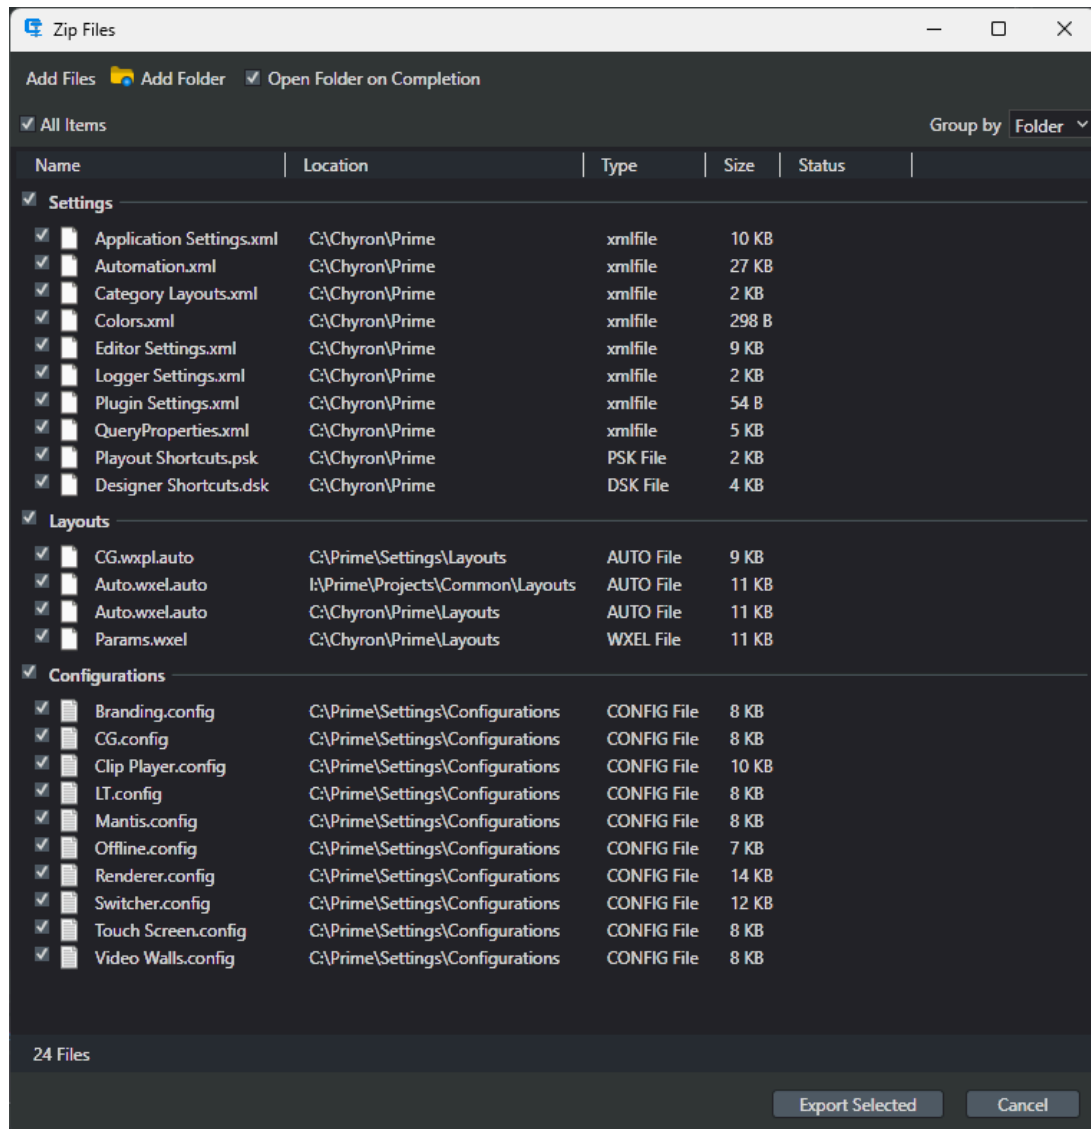 Zip Files
Add Files Add Folder Open Folder on Completion
All Items Group by Folder
Name Location Type Size Status
Settings
Application Settings.xml C:\Chyron\Prime xmlfile 10 KB
Automation.xml C:\Chyron\Prime xmlfile 27 KB
Category Layouts.xml C:\Chyron\Prime xmlfile 2 KB
Colors.xml C:\Chyron\Prime xmlfile 298 B
Editor Settings.xml C:\Chyron\Prime xmlfile 9 KB
Logger Settings.xml C:\Chyron\Prime xmlfile 2 KB
Plugin Settings.xml C:\Chyron\Prime xmlfile 54 B
QueryProperties.xml C:\Chyron\Prime xmlfile 5 KB
Playout Shortcuts.psk C:\Chyron\Prime PSK File 2 KB
Designer Shortcuts.dsk C:\Chyron\Prime DSK File 4 KB
Layouts
CG.wxpl.auto C:\Prime\Settings\Layouts AUTO File 9 KB
Auto.wxel.auto I:\Prime\Projects\Common\Layouts AUTO File 11 KB
Auto.wxel.auto C:\Chyron\Prime\Layouts AUTO File 11 KB
Params.wxel C:\Chyron\Prime\Layouts WXEL File 11 KB
Configurations
Branding.config C:\Prime\Settings\Configurations CONFIG File 8 KB
CG.config C:\Prime\Settings\Configurations CONFIG File 8 KB
Clip Player.config C:\Prime\Settings\Configurations CONFIG File 10 KB
LT.config C:\Prime\Settings\Configurations CONFIG File 8 KB
Mantis.config C:\Prime\Settings\Configurations CONFIG File 8 KB
Offline.config C:\Prime\Settings\Configurations CONFIG File 7 KB
Renderer.config C:\Prime\Settings\Configurations CONFIG File 14 KB
Switcher.config C:\Prime\Settings\Configurations CONFIG File 12 KB
Touch Screen.config C:\Prime\Settings\Configurations CONFIG File 8 KB
Video Walls.config C:\Prime\Settings\Configurations CONFIG File 8 KB
24 Files
Export Selected Cancel